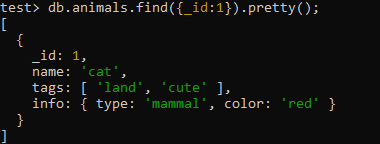 test> db.animals.find({_id:1}).pretty();
[
  {
    _id: 1,
    name: 'cat',
    tags: [ 'land', 'cute' ],
    info: { type: 'mammal', color: 'red' }
  }
]